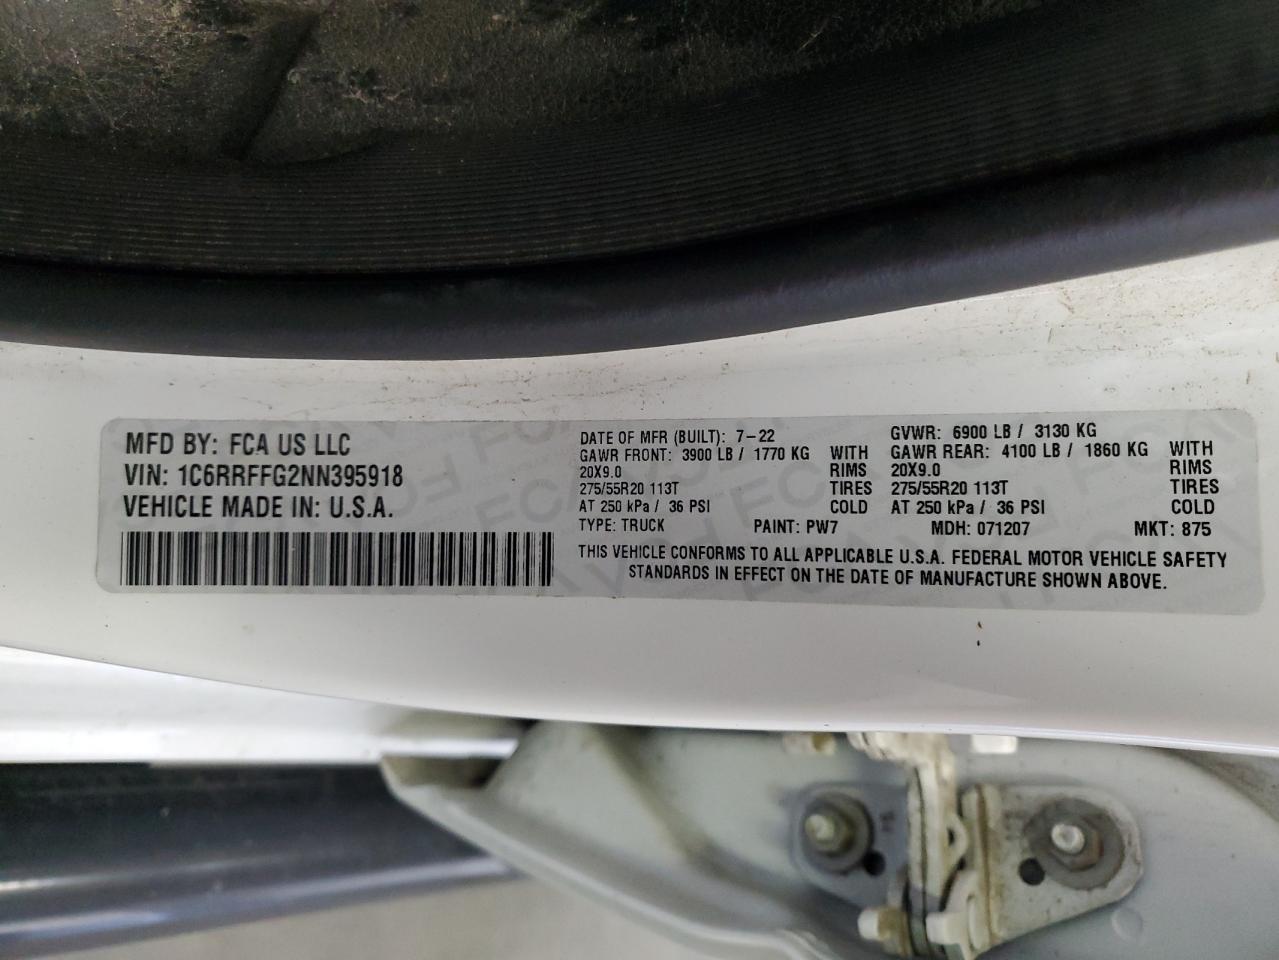 MFD BY: FCA US LLC
VIN: 1C6RRFFG2NN395918
VEHICLE MADE IN: U.S.A.
DATE OF MFR (BUILT): 7-22
GAWR FRONT: 3900 LB / 1770 KG WITH
20X9.0 RIMS
275/55R20 113T TIRES
AT 250 kPa / 36 PSI COLD
GVWR: 6900 LB / 3130 KG
GAWR REAR: 4100 LB / 1860 KG WITH
20X9.0 RIMS
275/55R20 113T TIRES
AT 250 kPa / 36 PSI COLD
TYPE: TRUCK PAINT: PW7 MDH: 071207 MKT: 875
THIS VEHICLE CONFORMS TO ALL APPLICABLE U.S.A. FEDERAL MOTOR VEHICLE SAFETY
STANDARDS IN EFFECT ON THE DATE OF MANUFACTURE SHOWN ABOVE.